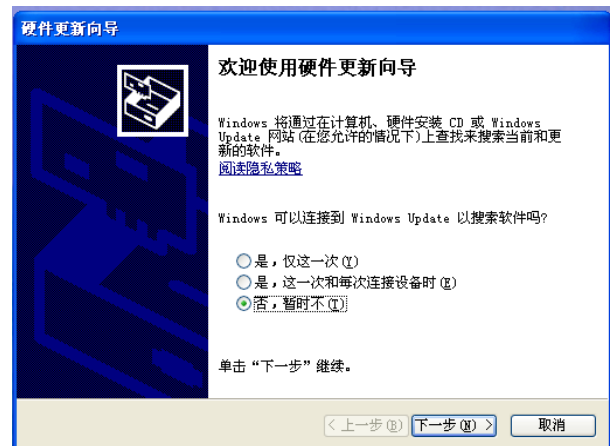 硬件更新向导
欢迎使用硬件更新向导
Windows 将通过在计算机、硬件安装 CD 或 Windows
Update 网站(在您允许的情况下)上查找来搜索当前和更
新的软件。
阅读隐私策略
Windows 可以连接到 Windows Update 以搜索软件吗?
是，仅这一次(Y)
是，这一次和每次连接设备时(E)
否，暂时不(T)
单击“下一步”继续。
< 上一步(B) 下一步(N) > 取消